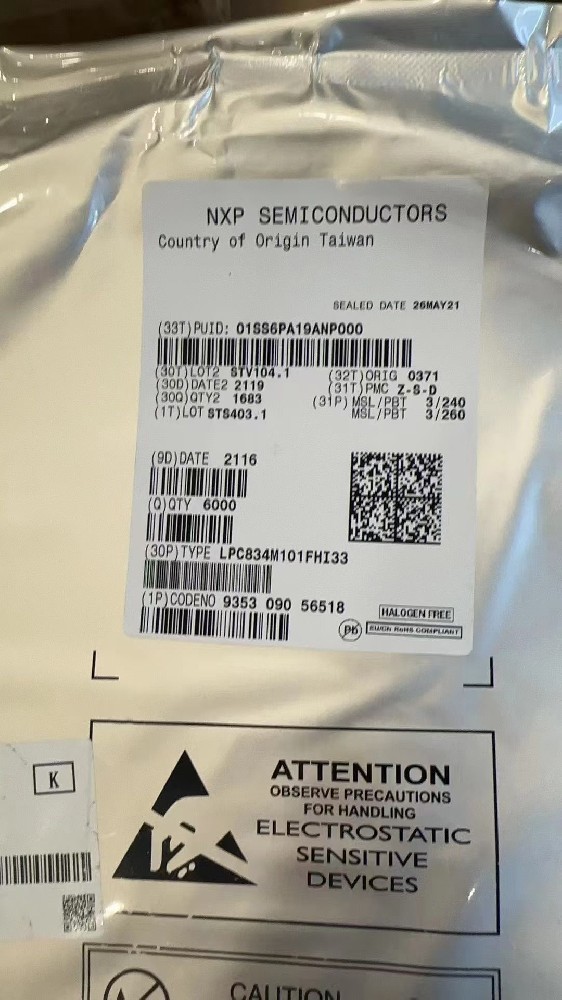 NXP SEMICONDUCTORS
Country of Origin Taiwan
SEALED DATE 26MAY21
(33T)PUID: 01SS6PA19ANP000
(30T)LOT2 STV104.1 (32T)ORIG 0371
(30D)DATE2 2119 (31T)PMC Z-S-D
(30Q)QTY2 1683 (31P)MSL/PBT 3/240
(1T)LOT STS403.1 MSL/PBT 3/260
(9D)DATE 2116
(Q)QTY 6000
(30P)TYPE LPC834M101FHI33
(1P)CODENO 9353 090 56518
HALOGEN FREE
Pb
RoHS COMPLIANT
K
ATTENTION
OBSERVE PRECAUTIONS
FOR HANDLING
ELECTROSTATIC
SENSITIVE
DEVICES
CAUTION